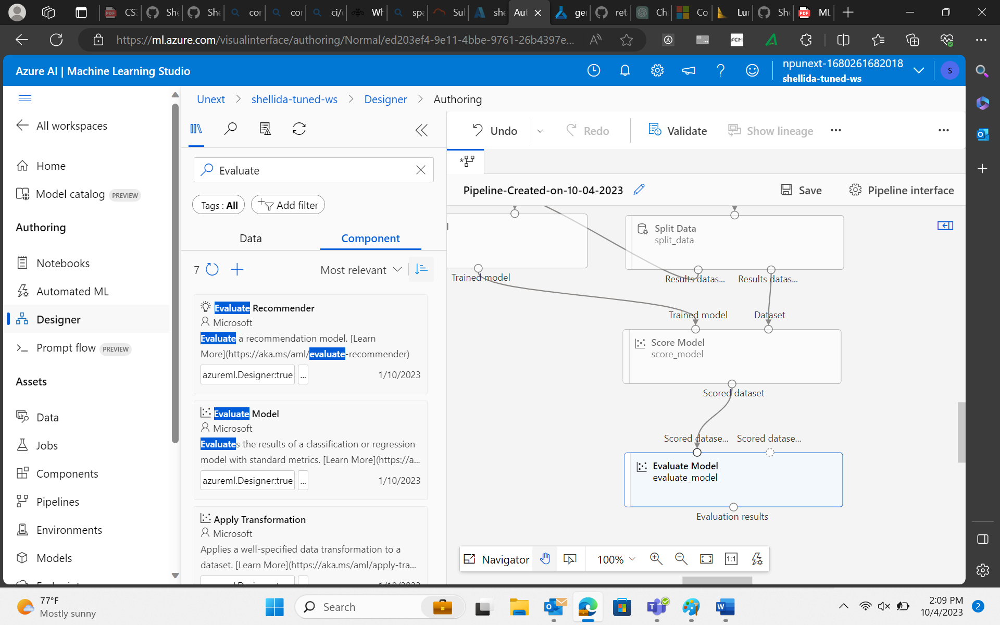 CS
She
She
cor
cor
ci/c
Wh
spa
Sul
she
Aut
ger
ret
Cha
Co
Lur
She
ML
https://ml.azure.com/visualinterface/authoring/Normal/ed203ef4-9e11-4bbe-9761-26b4397e...
Azure AI | Machine Learning Studio
npunext-1680261682018
shellida-tuned-ws
S
Unext > shellida-tuned-ws > Designer > Authoring
All workspaces
Home
Model catalog PREVIEW
Authoring
Notebooks
Automated ML
Designer
Prompt flow PREVIEW
Assets
Data
Jobs
Components
Pipelines
Environments
Models
Evaluate
Tags : All
Add filter
Data
Component
7
Most relevant
Evaluate Recommender
Microsoft
Evaluate a recommendation model. [Learn
More](https://aka.ms/aml/evaluate-recommender)
azureml.Designer:true ... 1/10/2023
Evaluate Model
Microsoft
Evaluates the results of a classification or regression
model with standard metrics. [Learn More](https://a...
azureml.Designer:true ... 1/10/2023
Apply Transformation
Microsoft
Applies a well-specified data transformation to a
dataset. [Learn More](https://aka.ms/aml/apply-tra...
Undo
Redo
Validate
Show lineage
Pipeline-Created-on-10-04-2023
Save
Pipeline interface
Split Data
split_data
Trained model
Results datas...
Results datas...
Trained model
Dataset
Score Model
score_model
Scored dataset
Scored datase...
Scored datase...
Evaluate Model
evaluate_model
Evaluation results
Navigator
100%
1:1
77°F
Mostly sunny
Search
2:09 PM
10/4/2023
2